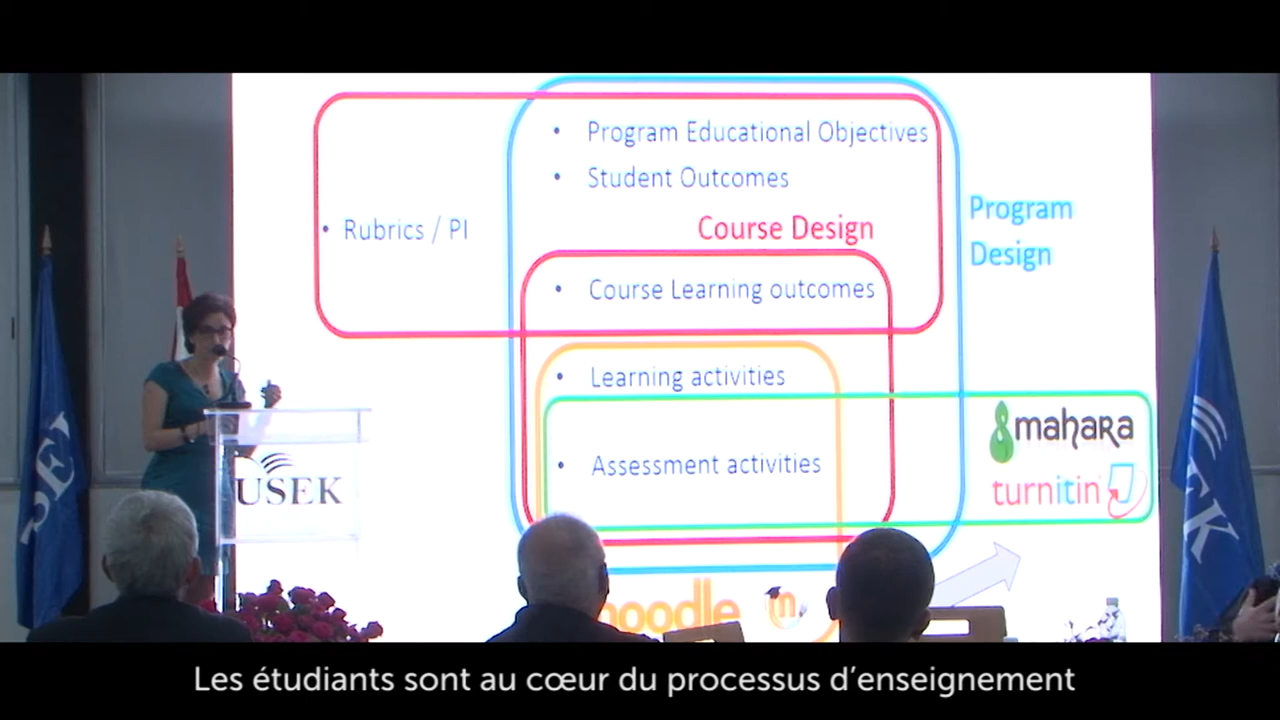 • Program Educational Objectives
• Student Outcomes
• Rubrics / PI
Course Design
Program
Design
• Course Learning outcomes
• Learning activities
• Assessment activities
mahara
turnitin
USEK
moodle
Les étudiants sont au cœur du processus d’enseignement